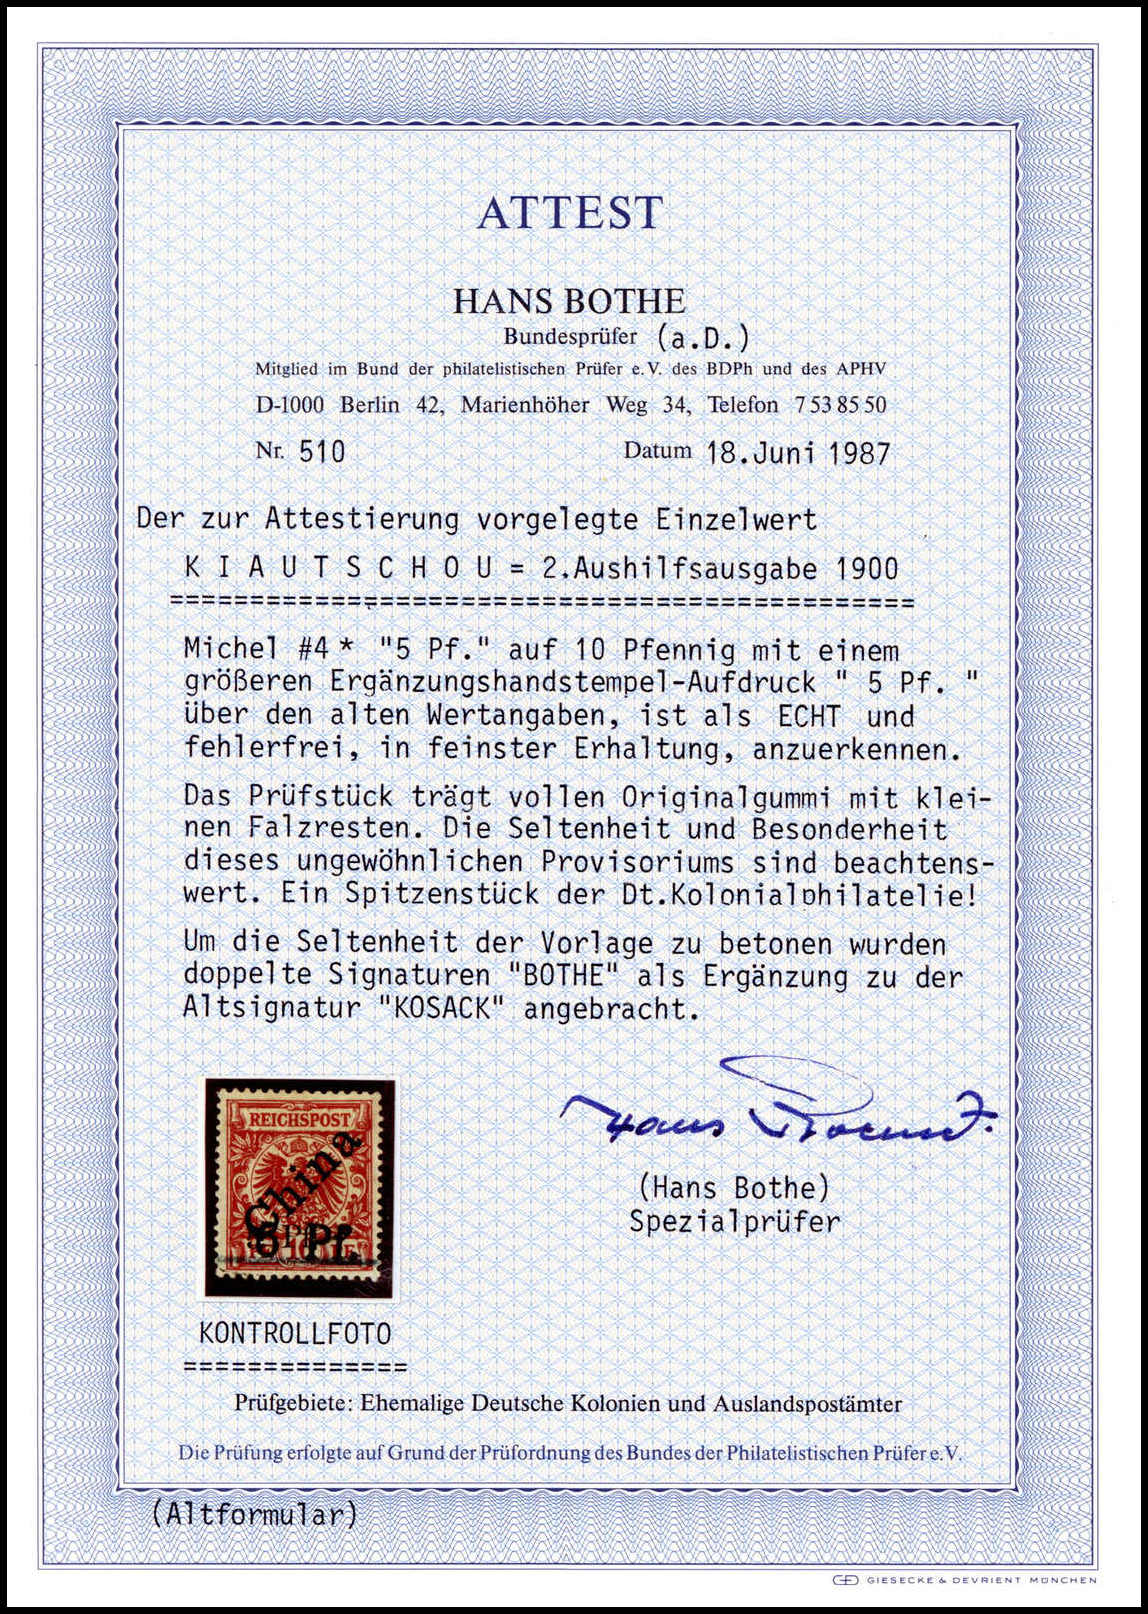 ATTEST
HANS BOTHE
Bundesprüfer (a.D.)
Mitglied im Bund der philatelistischen Prüfer e.V. des BDPh und des APHV
D-1000 Berlin 42, Marienhöher Weg 34, Telefon 7538550
Nr. 510 Datum 18.Juni 1987
Der zur Attestierung vorgelegte Einzelwert
K I A U T S C H O U = 2.Aushilfsausgabe 1900
===============================================
Michel #4 * "5 Pf." auf 10 Pfennig mit einem
größeren Ergänzungshandstempel-Aufdruck " 5 Pf. "
über den alten Wertangaben, ist als ECHT und
fehlerfrei, in feinster Erhaltung, anzuerkennen.
Das Prüfstück trägt vollen Originalgummi mit klei-
nen Falzresten. Die Seltenheit und Besonderheit
dieses ungewöhnlichen Provisoriums sind beachtens-
wert. Ein Spitzenstück der Dt.Kolonialphilatelie!
Um die Seltenheit der Vorlage zu betonen wurden
doppelte Signaturen "BOTHE" als Ergänzung zu der
Altsignatur "KOSACK" angebracht.
REICHSPOST
China
5 Pf.
Hans
(Hans Bothe)
Spezialprüfer
KONTROLLFOTO
==============
Prüfgebiete: Ehemalige Deutsche Kolonien und Auslandspostämter
Die Prüfung erfolgte auf Grund der Prüfordnung des Bundes der Philatelistischen Prüfer e.V.
(Altformular)
GIESECKE & DEVRIENT MÜNCHEN